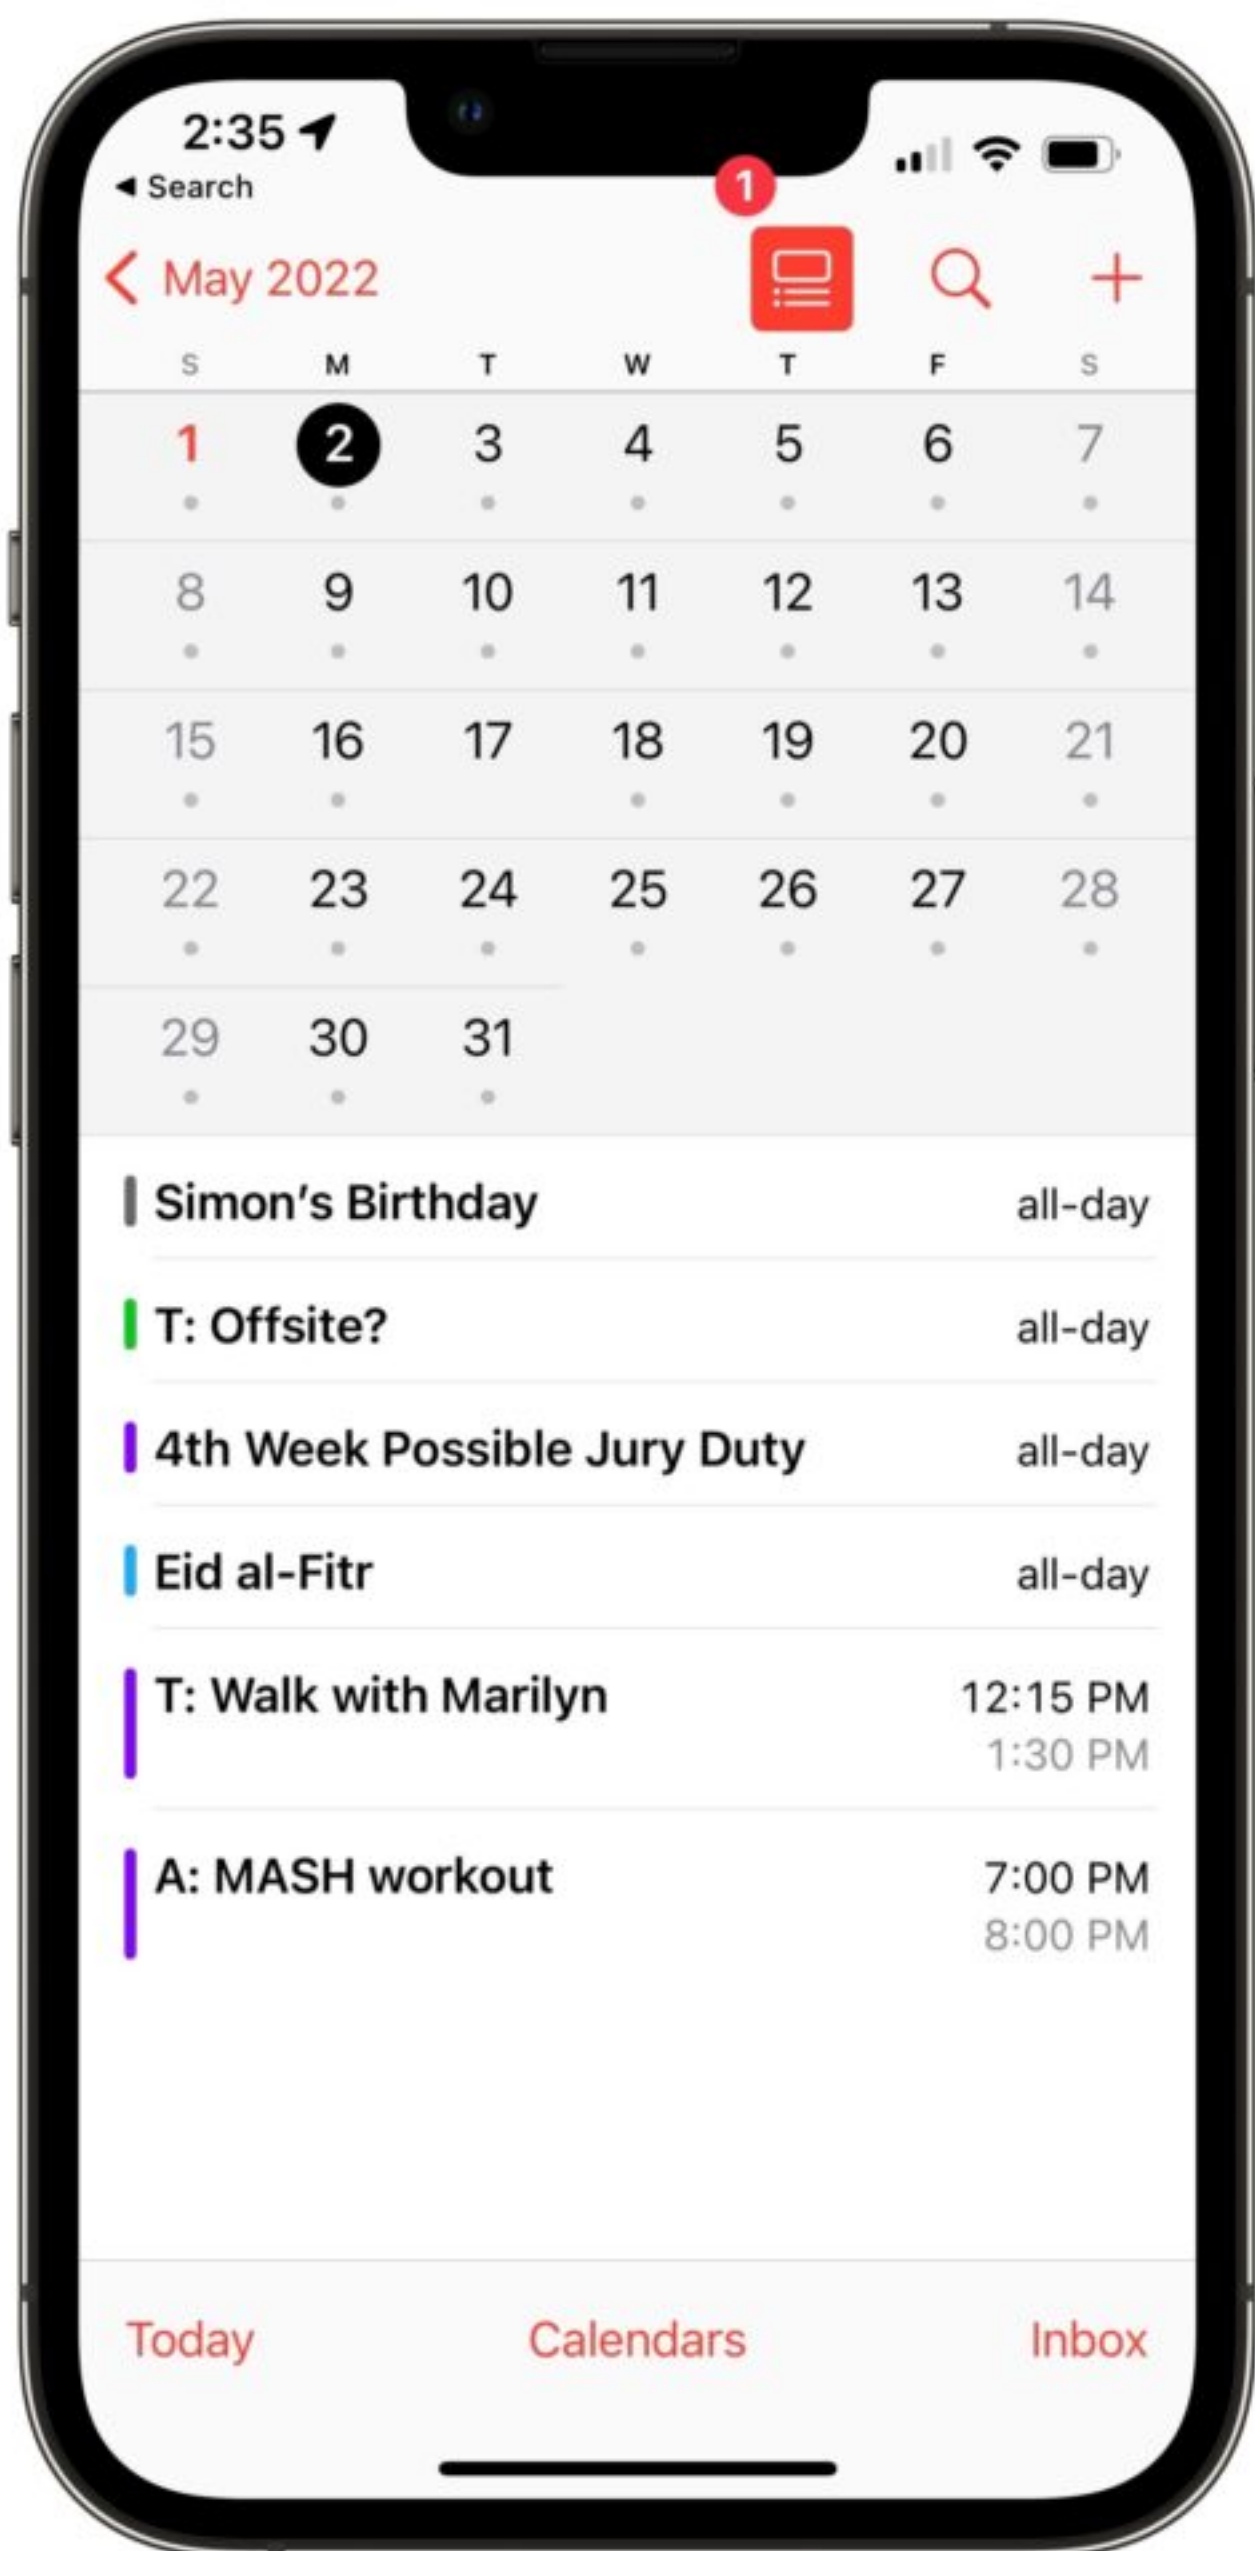 2:35
Search
1
May 2022
S M T W T F S
1 2 3 4 5 6 7
8 9 10 11 12 13 14
15 16 17 18 19 20 21
22 23 24 25 26 27 28
29 30 31
Simon's Birthday all-day
T: Offsite? all-day
4th Week Possible Jury Duty all-day
Eid al-Fitr all-day
T: Walk with Marilyn 12:15 PM
1:30 PM
A: MASH workout 7:00 PM
8:00 PM
Today Calendars Inbox